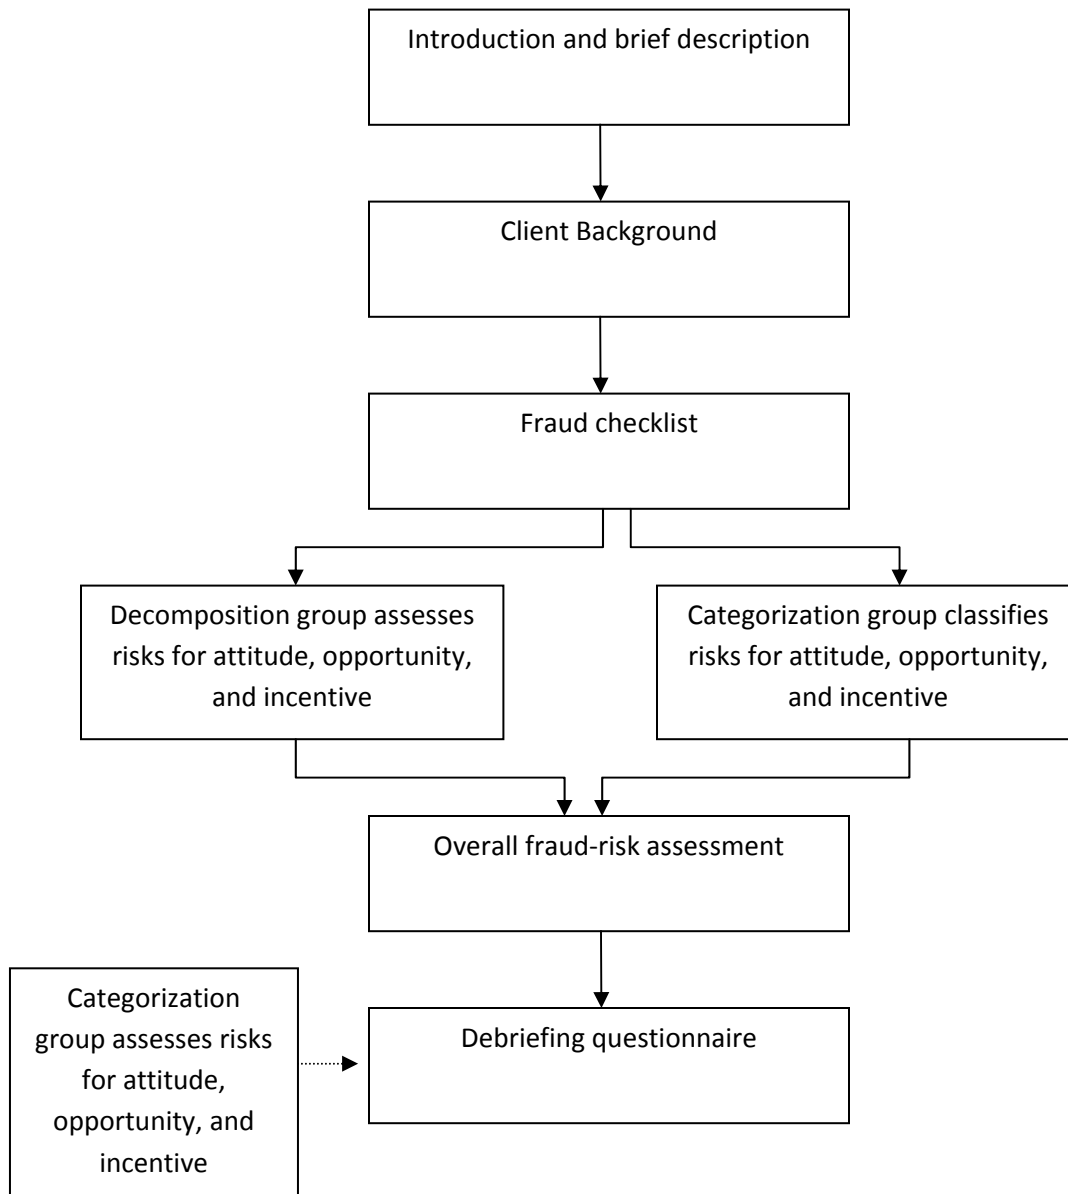 Introduction and brief description
Client Background
Fraud checklist
Decomposition group assesses
risks for attitude, opportunity,
and incentive
Categorization group classifies
risks for attitude, opportunity,
and incentive
Overall fraud-risk assessment
Categorization
group assesses risks
for attitude,
opportunity, and
incentive
Debriefing questionnaire